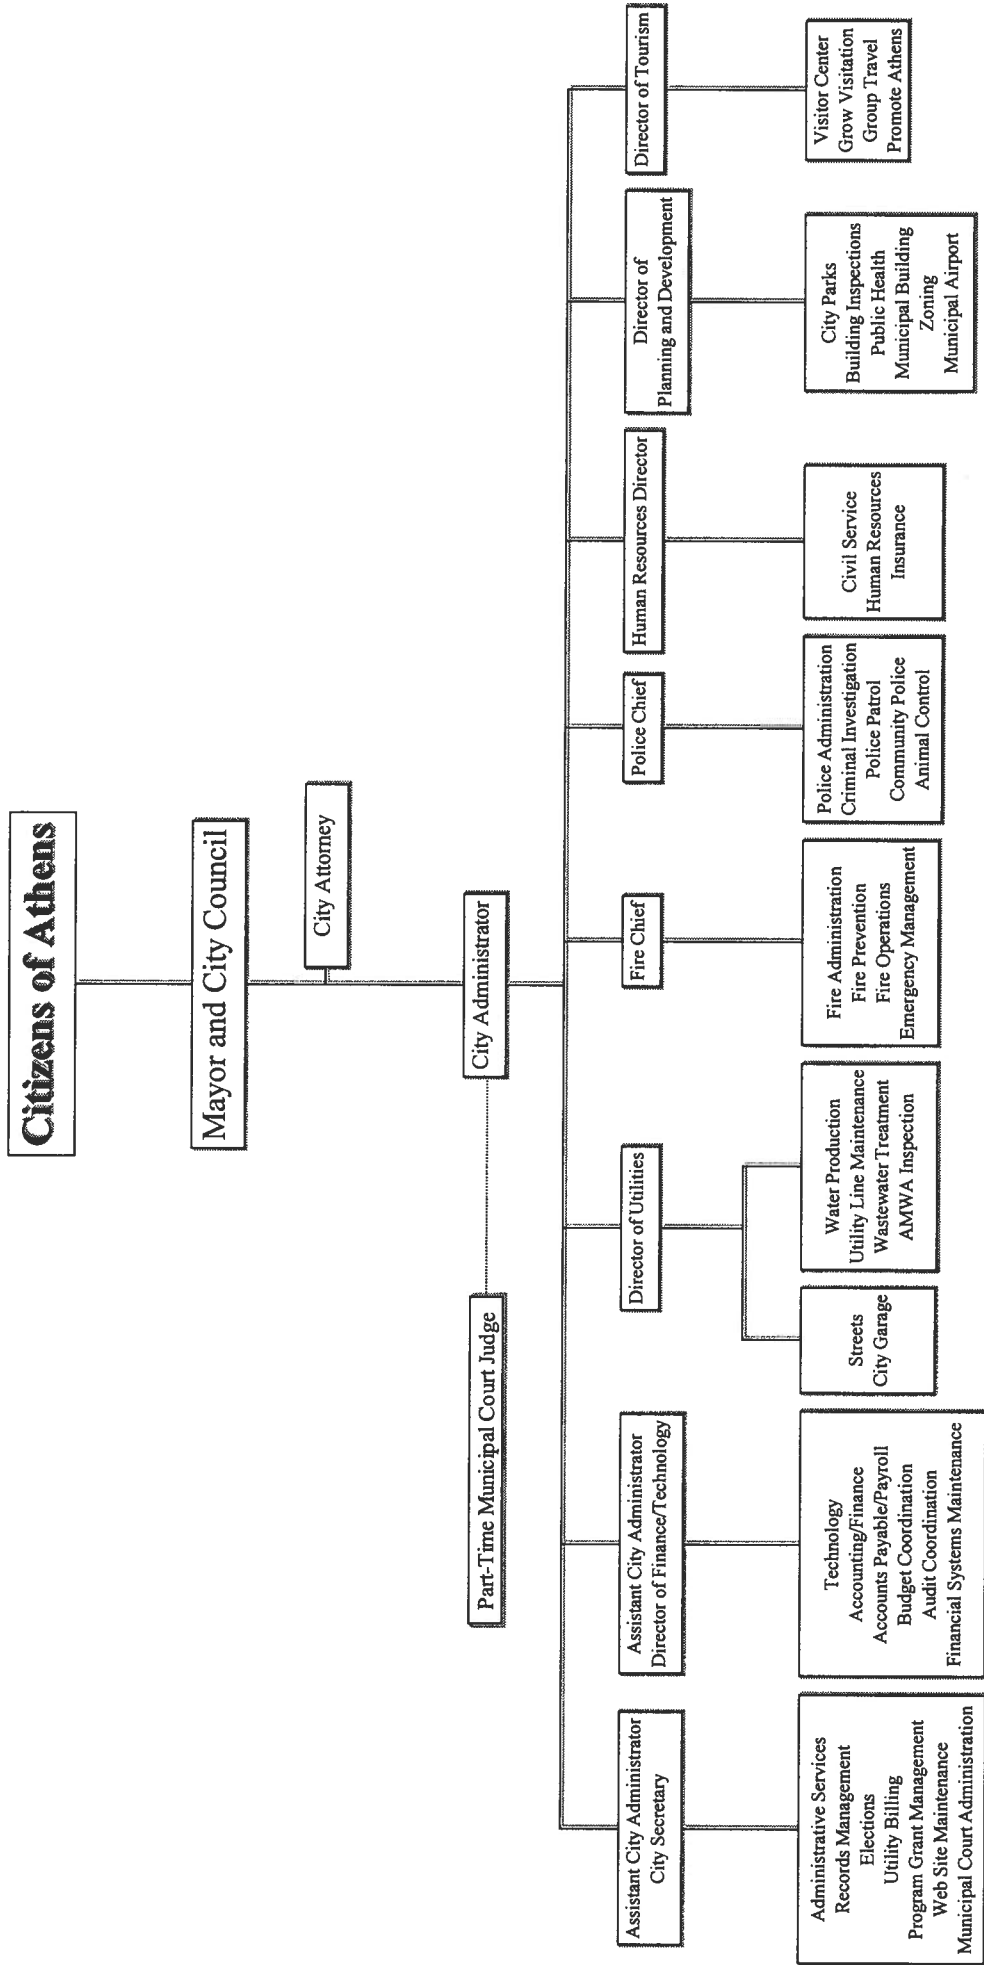 Citizens of Athens
Mayor and City Council
City Attorney
City Administrator
Part-Time Municipal Court Judge
Assistant City Administrator
City Secretary
Assistant City Administrator
Director of Finance/Technology
Director of Utilities
Fire Chief
Police Chief
Human Resources Director
Director of
Planning and Development
Director of Tourism
Administrative Services
Records Management
Elections
Utility Billing
Program Grant Management
Web Site Maintenance
Municipal Court Administration
Technology
Accounting/Finance
Accounts Payable/Payroll
Budget Coordination
Audit Coordination
Financial Systems Maintenance
Streets
City Garage
Water Production
Utility Line Maintenance
Wastewater Treatment
AMWA Inspection
Fire Administration
Fire Prevention
Fire Operations
Emergency Management
Police Administration
Criminal Investigation
Police Patrol
Community Police
Animal Control
Civil Service
Human Resources
Insurance
City Parks
Building Inspections
Public Health
Municipal Building
Zoning
Municipal Airport
Visitor Center
Grow Visitation
Group Travel
Promote Athens